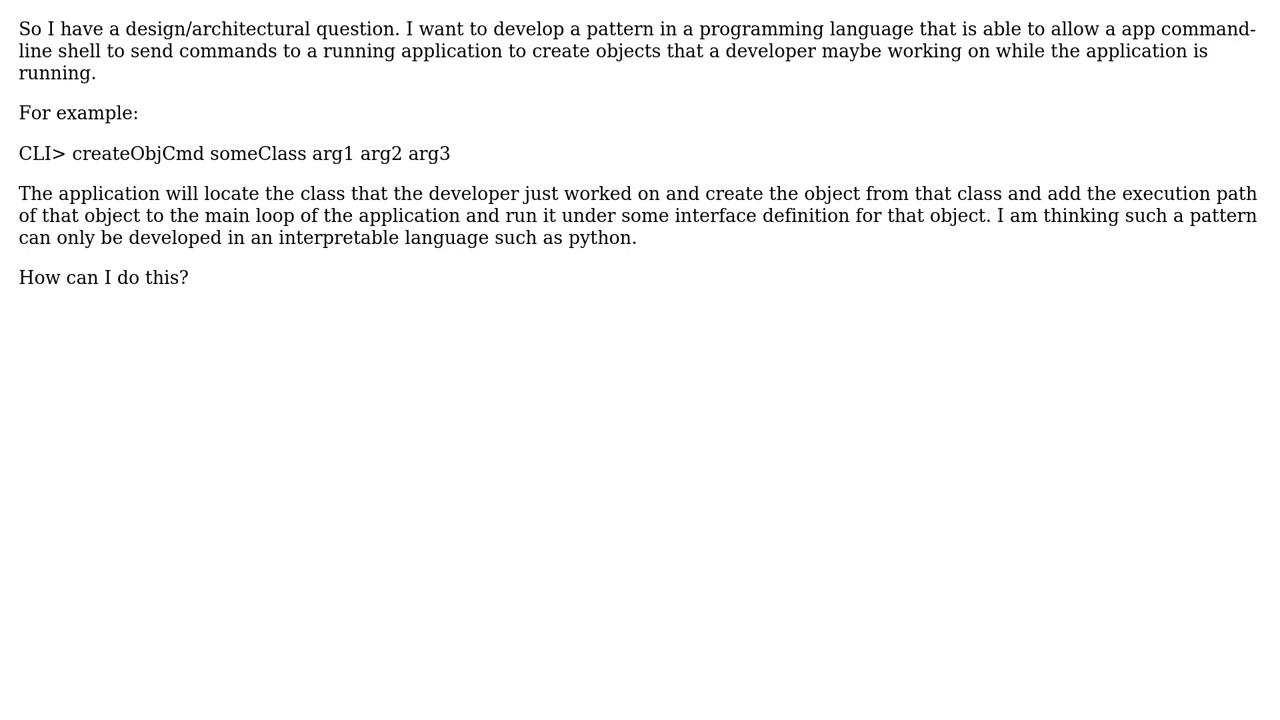 So I have a design/architectural question. I want to develop a pattern in a programming language that is able to allow a app command-
line shell to send commands to a running application to create objects that a developer maybe working on while the application is
running.
For example:
CLI> createObjCmd someClass arg1 arg2 arg3
The application will locate the class that the developer just worked on and create the object from that class and add the execution path
of that object to the main loop of the application and run it under some interface definition for that object. I am thinking such a pattern
can only be developed in an interpretable language such as python.
How can I do this?